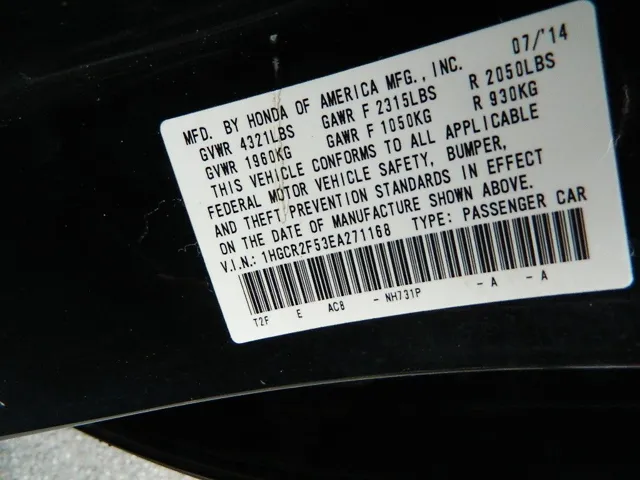 MFD. BY HONDA OF AMERICA MFG., INC. 07/'14
GVWR 4321LBS GAWR F 2315LBS R 2050LBS
GVWR 1960KG GAWR F 1050KG R 930KG
THIS VEHICLE CONFORMS TO ALL APPLICABLE
FEDERAL MOTOR VEHICLE SAFETY, BUMPER,
AND THEFT PREVENTION STANDARDS IN EFFECT
ON THE DATE OF MANUFACTURE SHOWN ABOVE.
V.I.N.: 1HGCR2F53EA271168 TYPE: PASSENGER CAR
T2F E ACB - NH731P - A - A